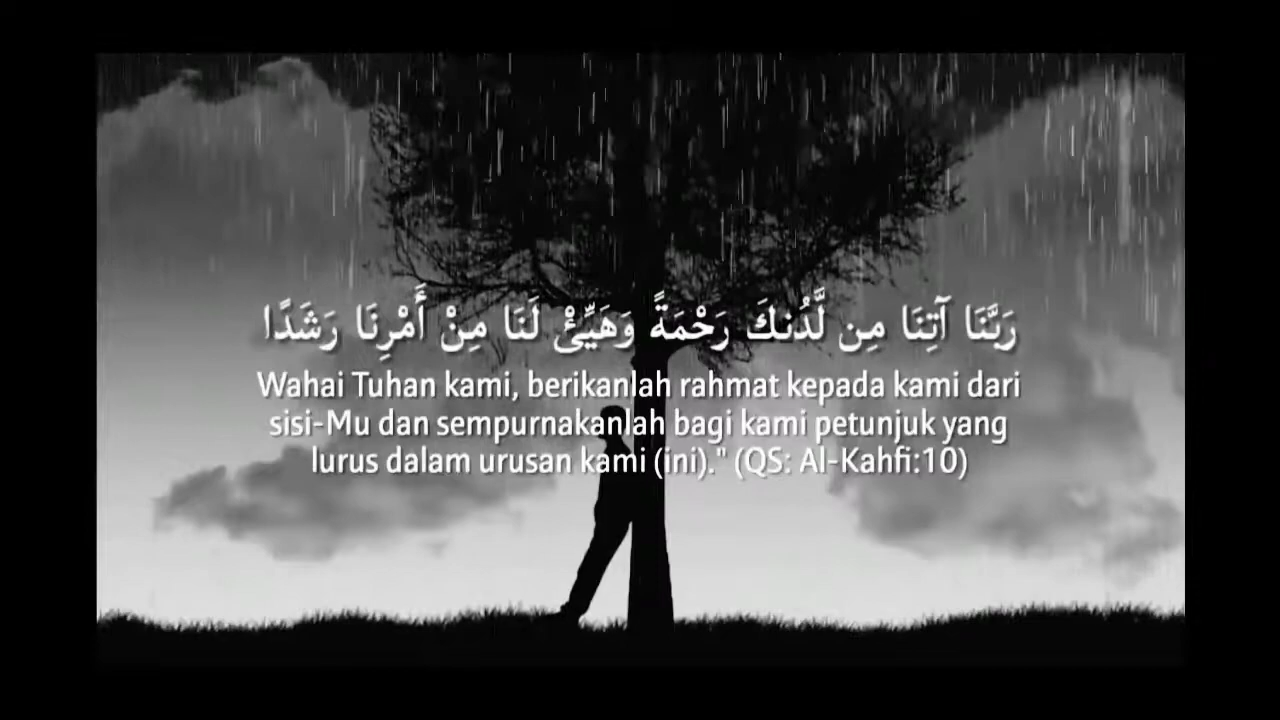 رَبَّنَا آتِنَا مِن لَّدُنكَ رَحْمَةً وَهَيِّئْ لَنَا مِنْ أَمْرِنَا رَشَدًا
Wahai Tuhan kami, berikanlah rahmat kepada kami dari
sisi-Mu dan sempurnakanlah bagi kami petunjuk yang
lurus dalam urusan kami (ini)." (QS: Al-Kahfi:10)